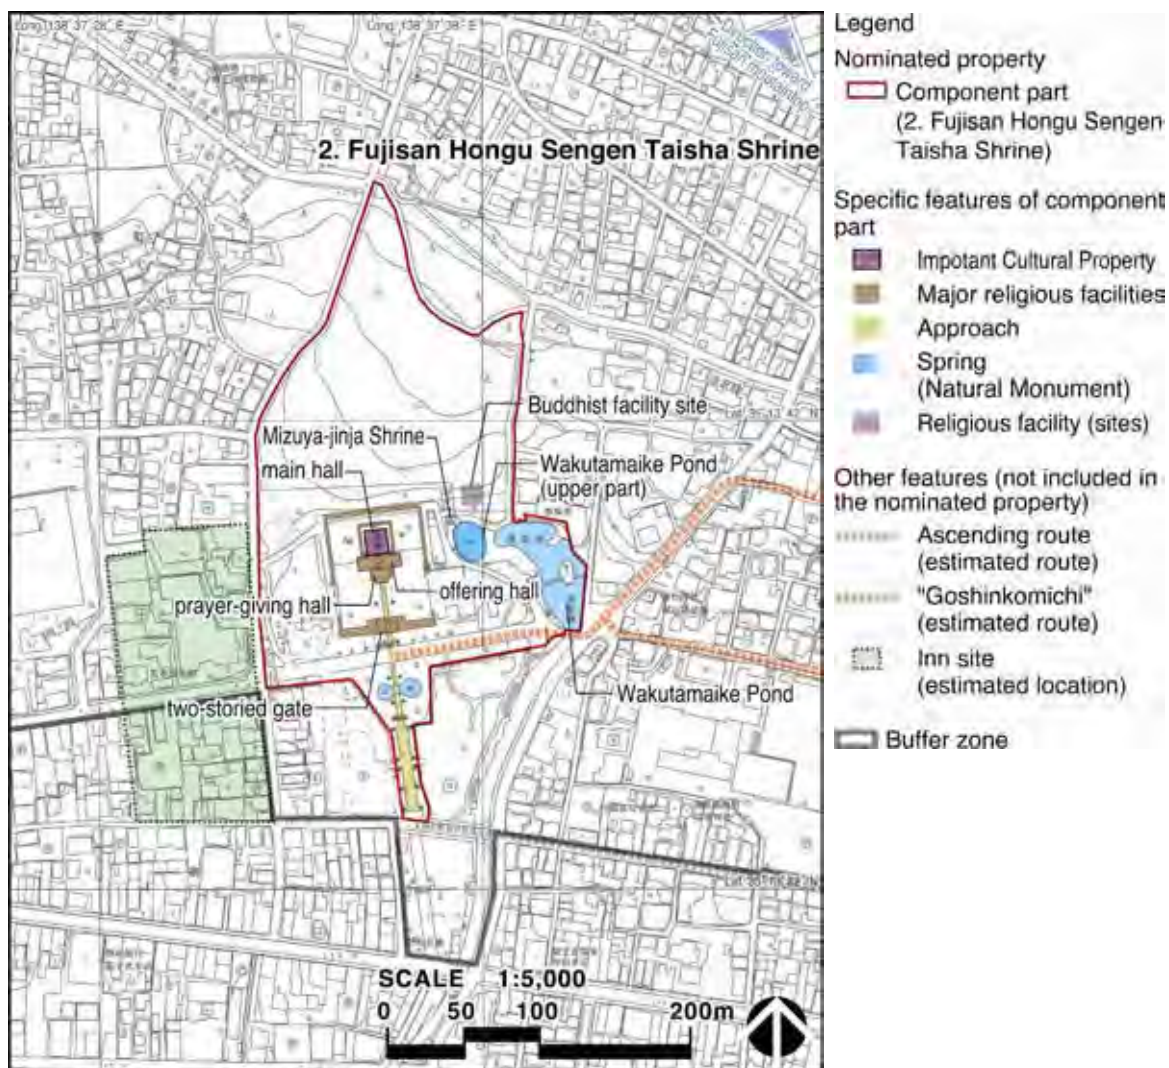 2. Fujisan Hongu Sengen Taisha Shrine
Buddhist facility site
Mizuya-jinja Shrine
main hall
Wakutamaike Pond
(upper part)
prayer-giving hall
offering hall
Wakutamaike Pond
two-storied gate
SCALE 1:5,000
0 50 100 200m
Legend
Nominated property
Component part
(2. Fujisan Hongu Sengen-
Taisha Shrine)
Specific features of component
part
Impotant Cultural Property
Major religious facilities
Approach
Spring
(Natural Monument)
Religious facility (sites)
Other features (not included in
the nominated property)
Ascending route
(estimated route)
"Goshinkomichi"
(estimated route)
Inn site
(estimated location)
Buffer zone